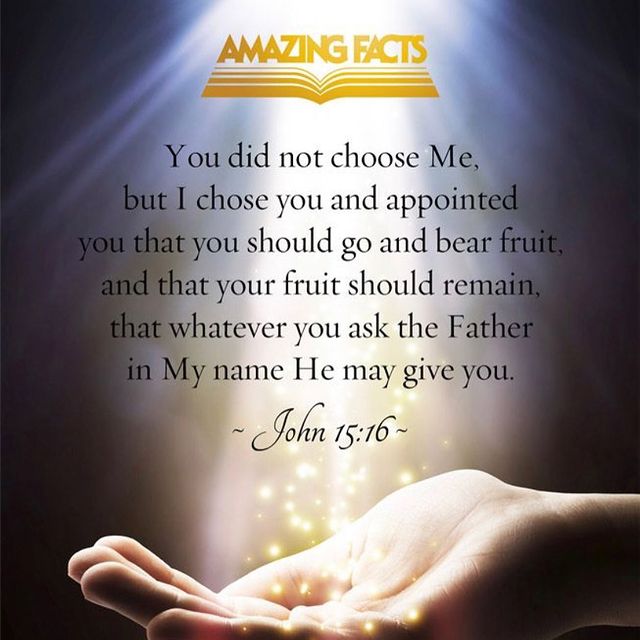 AMAZING FACTS
You did not choose Me,
but I chose you and appointed
you that you should go and bear fruit,
and that your fruit should remain,
that whatever you ask the Father
in My name He may give you.
~ John 15:16 ~